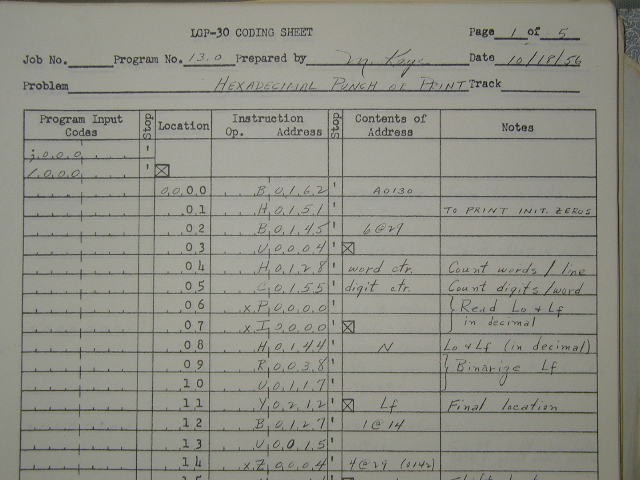 LGP-30 CODING SHEET Page 1 of 5
Job No. Program No. 13.0 Prepared by M. Kaye Date 10/18/56
Problem HEXADECIMAL PUNCH or PRINT Track
Program Input Codes Stop Location Instruction Op. Address Stop Contents of Address Notes
;0000 '
/0000 ' ☒
0000 B 0162 ' A0130
01 H 0151 ' TO PRINT INIT. ZEROS
02 B 0145 ' 6@29
03 U 0004 ' ☒
04 H 0128 ' word ctr. Count words / line
05 C 0155 ' digit ctr. Count digits/word
06 xP 0000 ' Read Lo & Lf
07 xI 0000 ' ☒ in decimal
08 H 0144 ' N Lo & Lf (in decimal)
09 R 0038 ' Binarize Lf
10 U 0117 '
11 Y 0212 ' ☒ Lf Final location
12 B 0127 ' 1@14
13 U 0015 '
14 xZ 0004 ' 4@29 (0142)